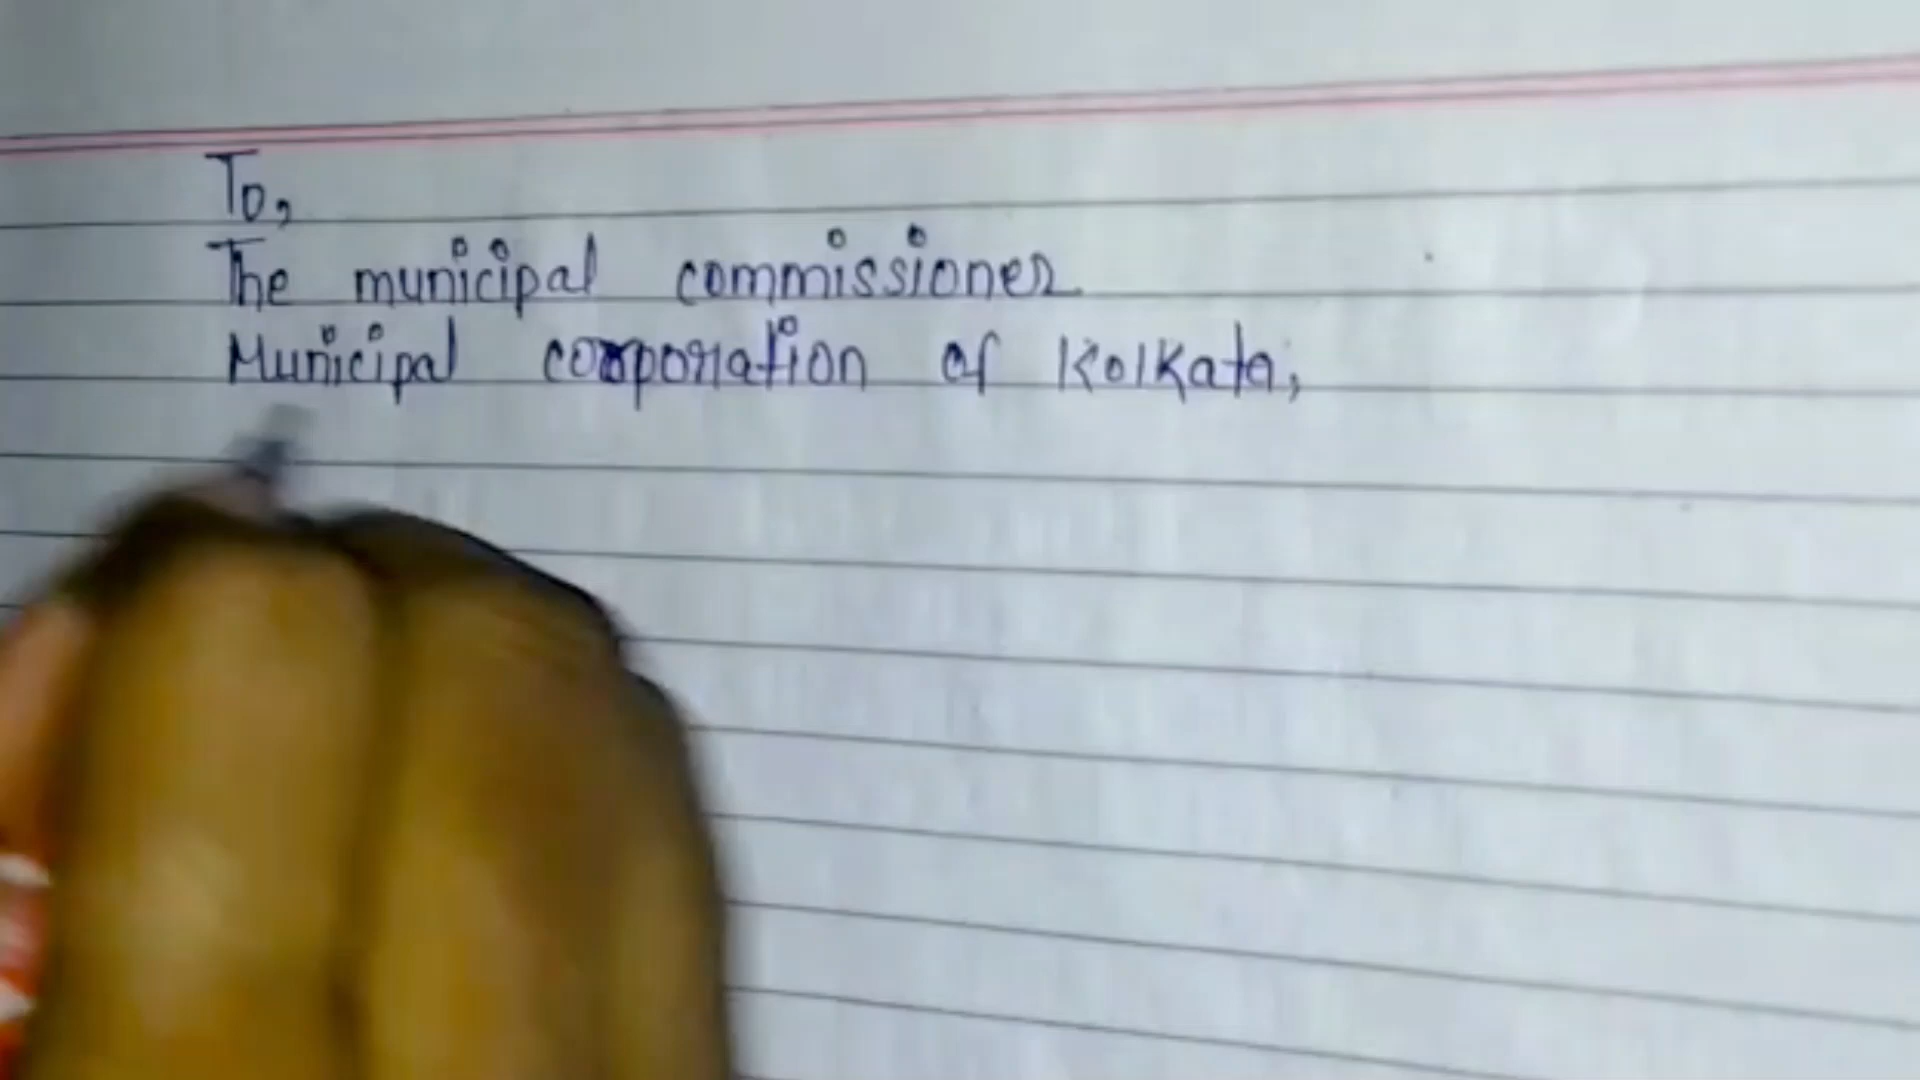 To,
The municipal commissioner
Municipal corporation of Kolkata,